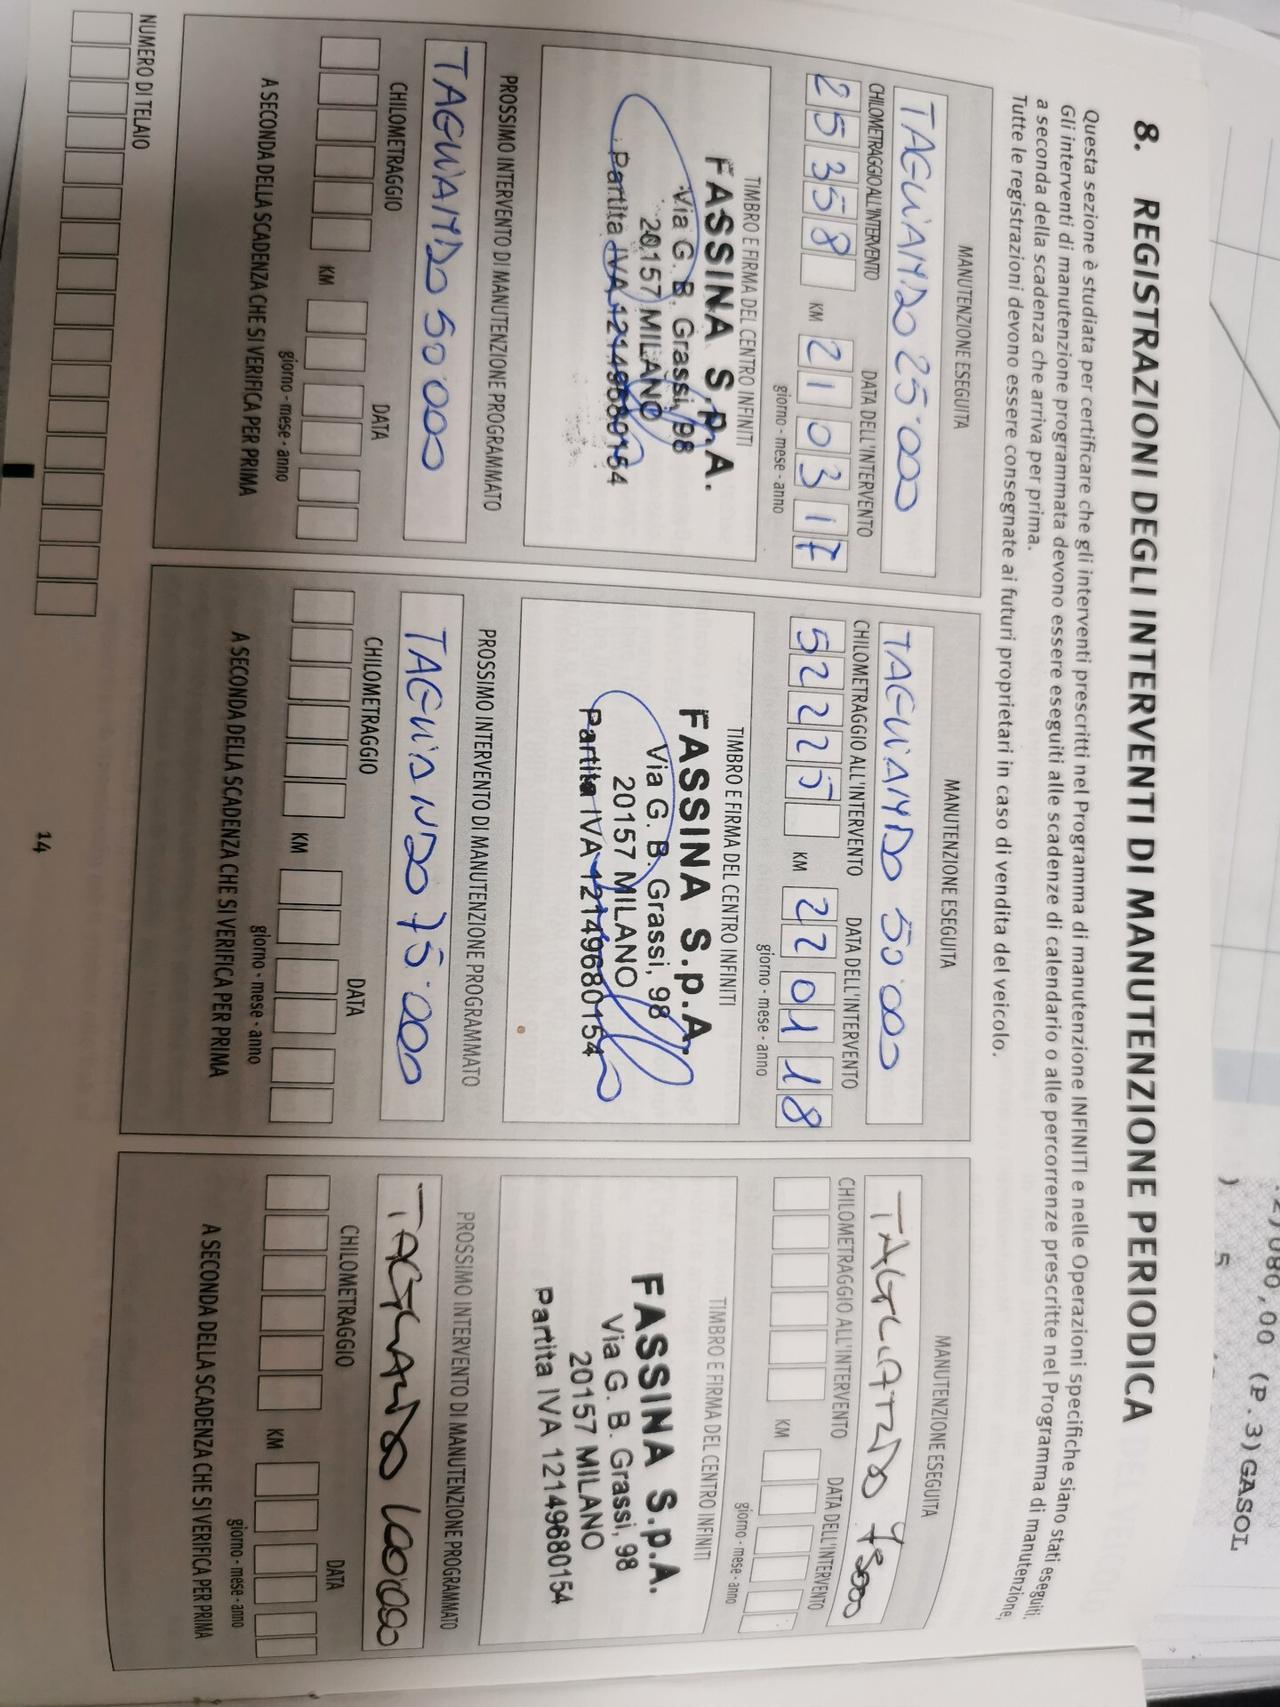 8. REGISTRAZIONI DEGLI INTERVENTI DI MANUTENZIONE PERIODICA
Questa sezione è studiata per certificare che gli interventi prescritti nel Programma di manutenzione INFINITI e nelle Operazioni specifiche siano stati eseguiti.
Gli interventi di manutenzione programmata devono essere eseguiti alle scadenze di calendario o alle percorrenze prescritte nel Programma di manutenzione,
a seconda della scadenza che arriva per prima.
Tutte le registrazioni devono essere consegnate ai futuri proprietari in caso di vendita del veicolo.
MANUTENZIONE ESEGUITA
TAGLIANDO 25.000
CHILOMETRAGGIO ALL'INTERVENTO DATA DELL'INTERVENTO
25358 KM 21 03 17
giorno - mese - anno
TIMBRO E FIRMA DEL CENTRO INFINITI
FASSINA S.p.A.
Via G. B. Grassi, 98
20157 MILANO
Partita IVA 12149680154
PROSSIMO INTERVENTO DI MANUTENZIONE PROGRAMMATO
TAGLIANDO 50.000
CHILOMETRAGGIO DATA
KM
giorno - mese - anno
A SECONDA DELLA SCADENZA CHE SI VERIFICA PER PRIMA
MANUTENZIONE ESEGUITA
TAGLIANDO 50.000
CHILOMETRAGGIO ALL'INTERVENTO DATA DELL'INTERVENTO
52225 KM 22 01 18
giorno - mese - anno
TIMBRO E FIRMA DEL CENTRO INFINITI
FASSINA S.p.A.
Via G. B. Grassi, 98
20157 MILANO
Partita IVA 12149680154
PROSSIMO INTERVENTO DI MANUTENZIONE PROGRAMMATO
TAGLIANDO 75.000
CHILOMETRAGGIO DATA
KM
giorno - mese - anno
A SECONDA DELLA SCADENZA CHE SI VERIFICA PER PRIMA
MANUTENZIONE ESEGUITA
TAGLIANDO 75000
CHILOMETRAGGIO ALL'INTERVENTO DATA DELL'INTERVENTO
KM
giorno - mese - anno
TIMBRO E FIRMA DEL CENTRO INFINITI
FASSINA S.p.A.
Via G. B. Grassi, 98
20157 MILANO
Partita IVA 12149680154
PROSSIMO INTERVENTO DI MANUTENZIONE PROGRAMMATO
TAGLIANDO 100000
CHILOMETRAGGIO DATA
KM
giorno - mese - anno
A SECONDA DELLA SCADENZA CHE SI VERIFICA PER PRIMA
NUMERO DI TELAIO
14
080,00 (P.3)GASOL
) 5